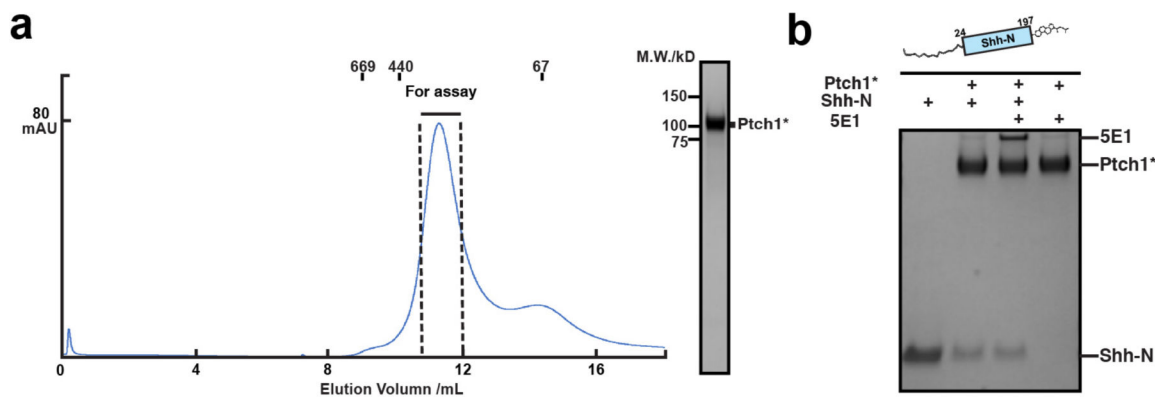 a
669 440 67
For assay
80
mAU
0 4 8 12 16
Elution Volumn /mL
M.W./kD
150
100
75
Ptch1*
b
24 197
Shh-N
Ptch1* + + +
Shh-N + + +
5E1 + +
5E1
Ptch1*
Shh-N